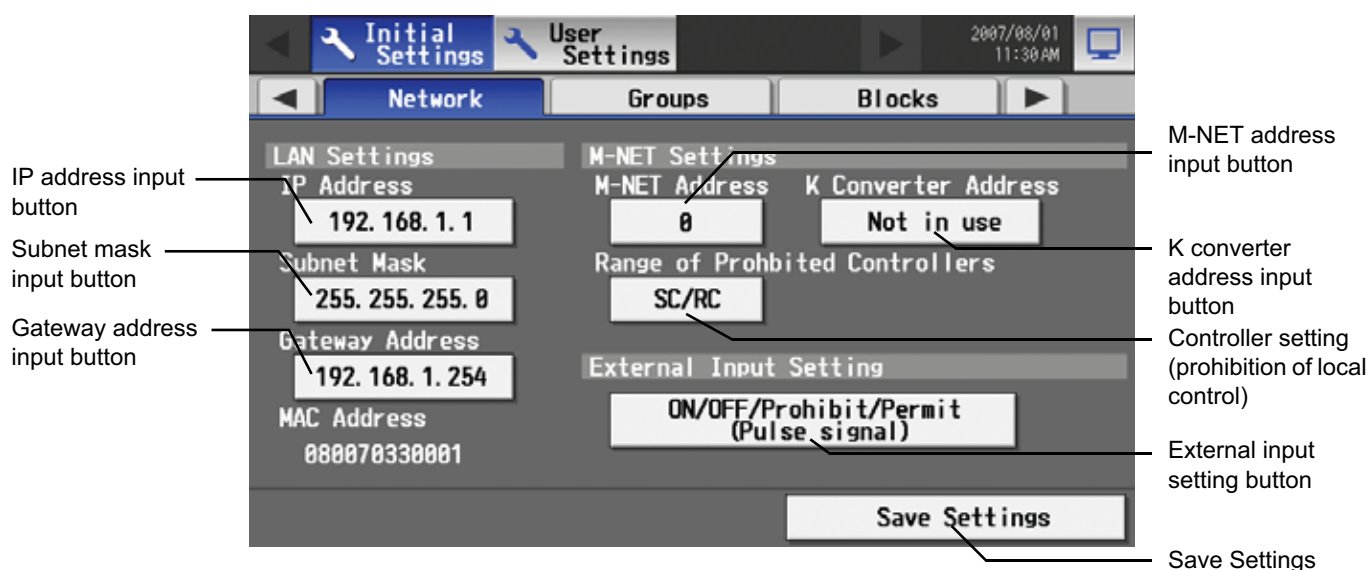 Initial
Settings
User
Settings
2007/08/01
11:30 AM
Network
Groups
Blocks
LAN Settings
IP Address
192.168.1.1
Subnet Mask
255.255.255.0
Gateway Address
192.168.1.254
MAC Address
080070330001
M-NET Settings
M-NET Address
0
K Converter Address
Not in use
Range of Prohbited Controllers
SC/RC
External Input Setting
ON/OFF/Prohibit/Permit
(Pulse signal)
Save Settings
IP address input
button
Subnet mask
input button
Gateway address
input button
M-NET address
input button
K converter
address input
button
Controller setting
(prohibition of local
control)
External input
setting button
Save Settings